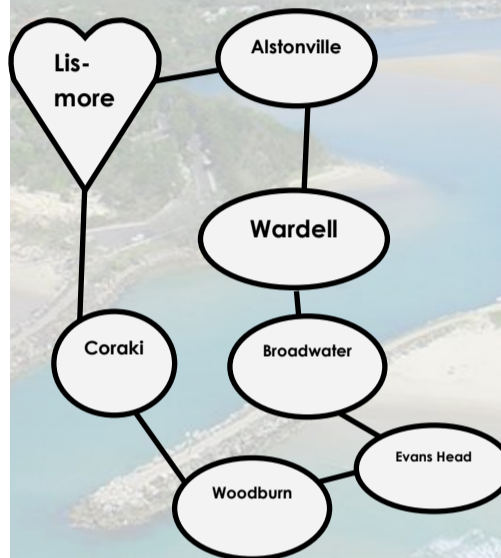 Lis-
more
Alstonville
Wardell
Coraki
Broadwater
Evans Head
Woodburn